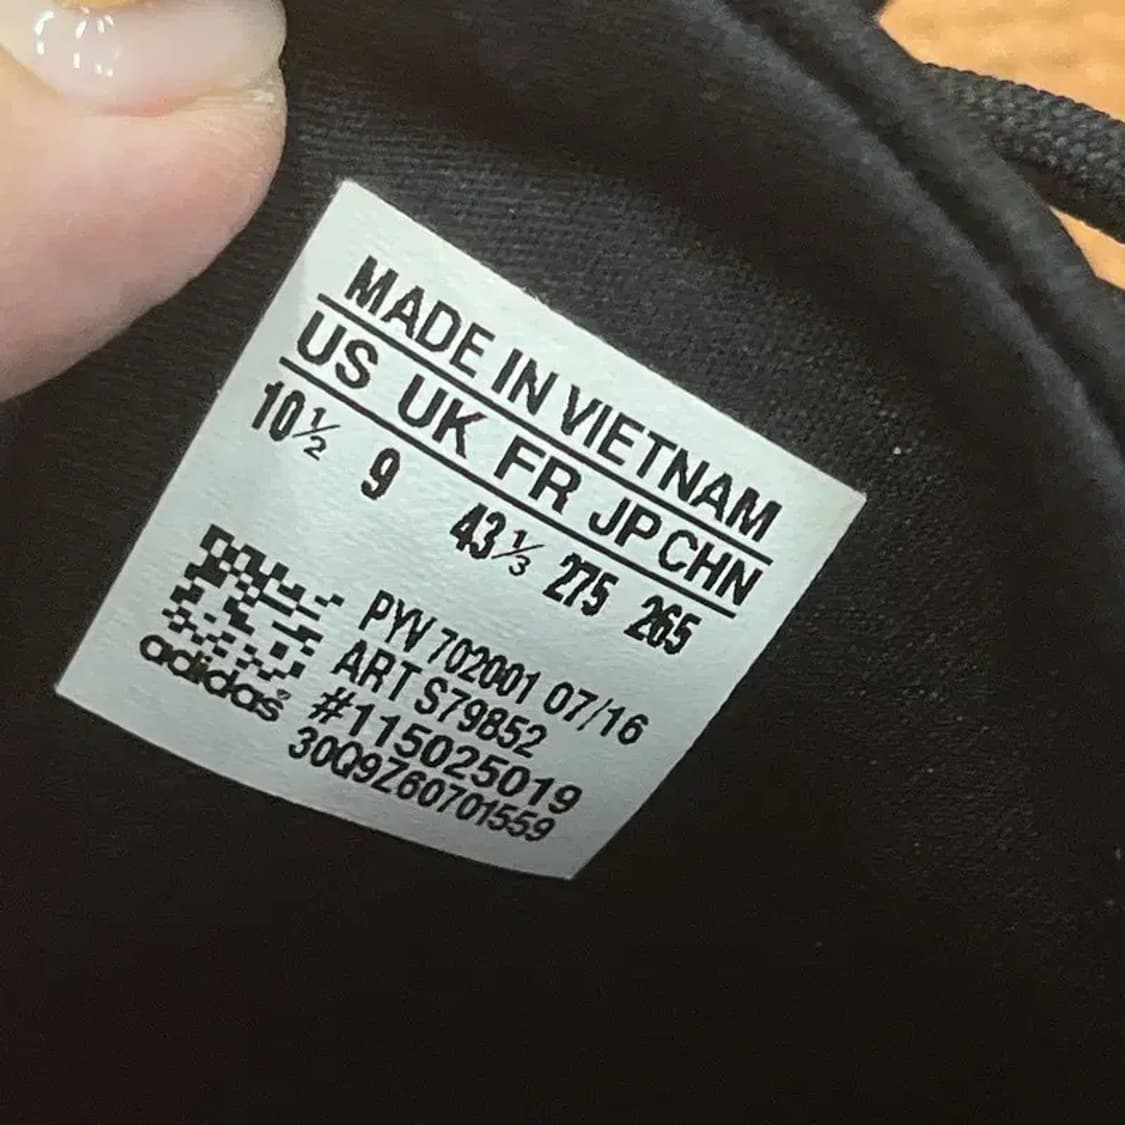 MADE IN VIETNAM
US UK FR JP CHN
10½ 9 43⅓ 275 265
PYV 702001 07/16
ART S79852
#115025019
30Q9Z60701559
adidas®